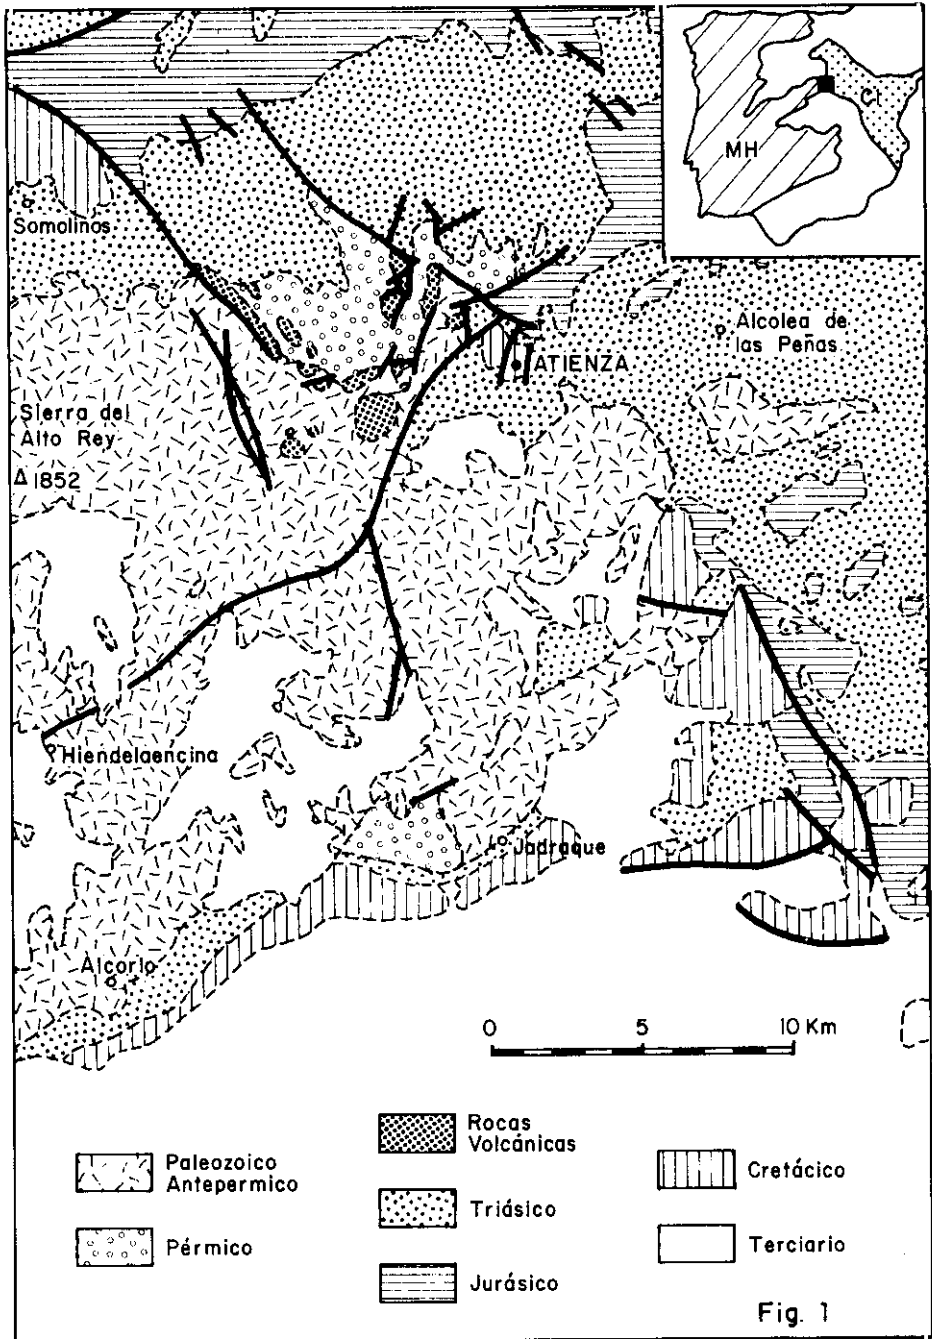 MH
CI
Somolinos
Alcolea de
las Peñas
ATIENZA
Sierra del
Alto Rey
1852
Hiendelaencina
Jadraque
Alcorlo
0 5 10 Km
Paleozoico
Antepermico
Pérmico
Rocas
Volcánicas
Triásico
Jurásico
Cretácico
Terciario
Fig. 1